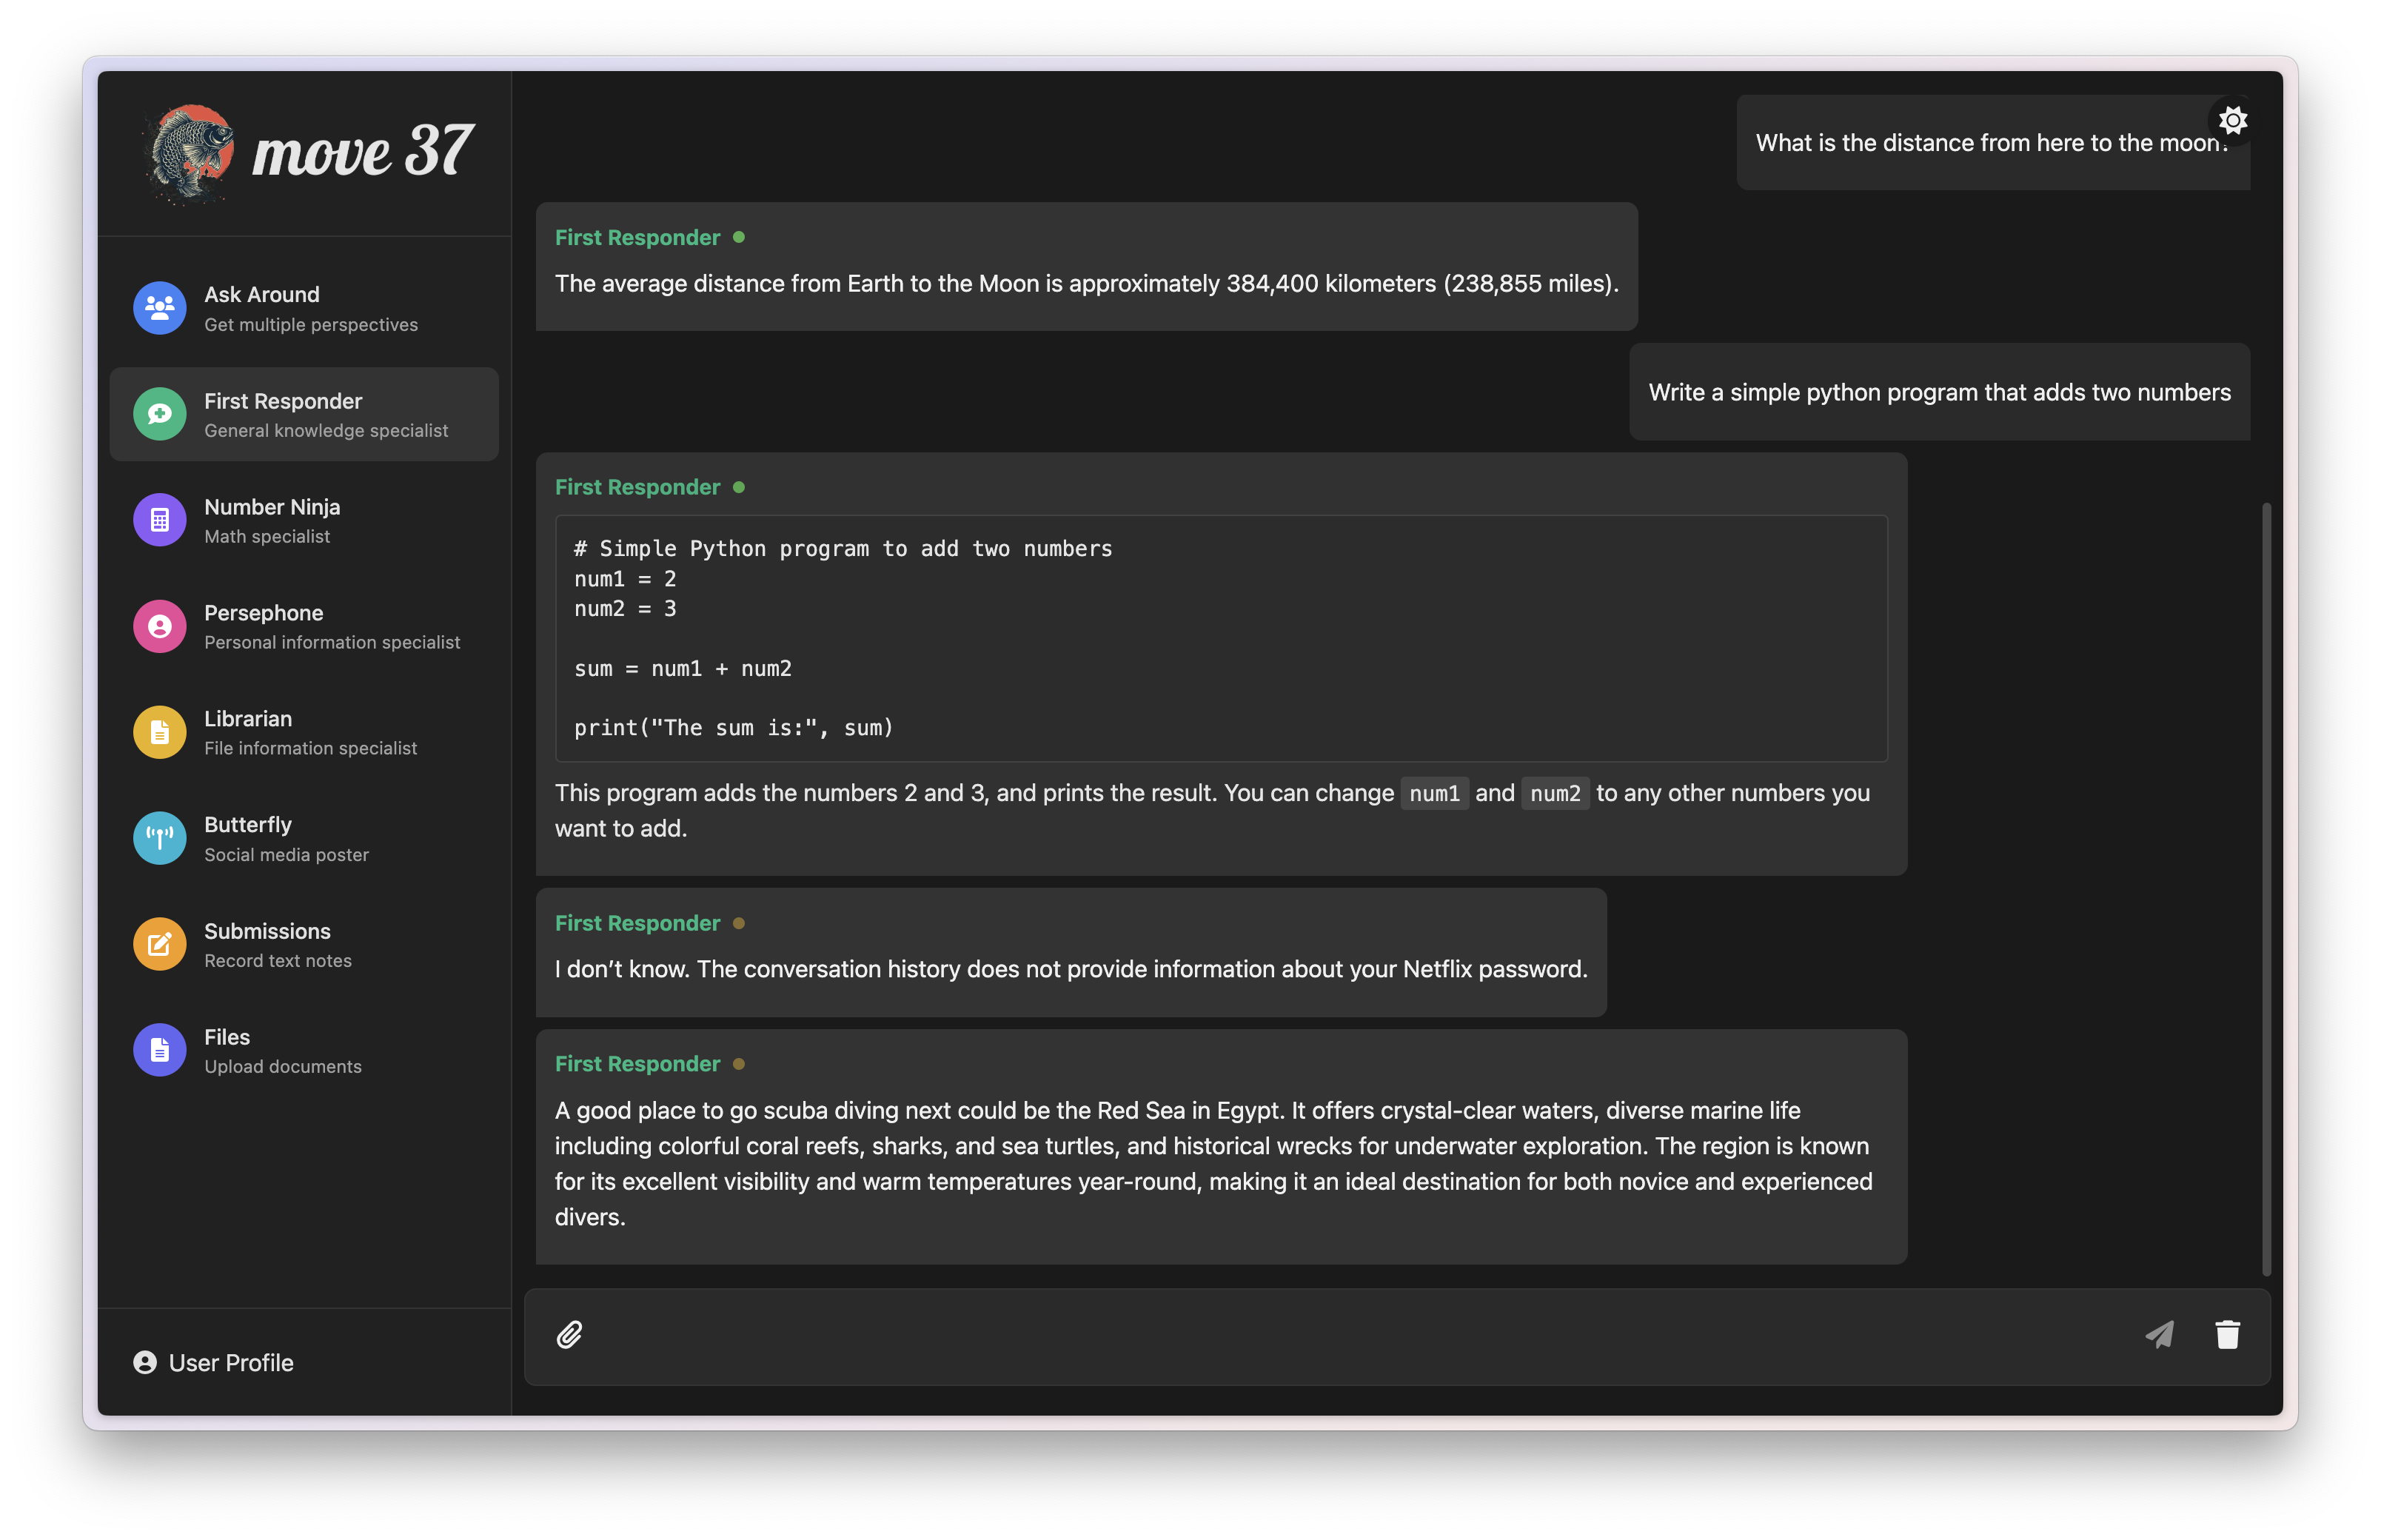 move 37
Ask Around
Get multiple perspectives
First Responder
General knowledge specialist
Number Ninja
Math specialist
Persephone
Personal information specialist
Librarian
File information specialist
Butterfly
Social media poster
Submissions
Record text notes
Files
Upload documents
User Profile
What is the distance from here to the moon?
First Responder
The average distance from Earth to the Moon is approximately 384,400 kilometers (238,855 miles).
Write a simple python program that adds two numbers
First Responder
# Simple Python program to add two numbers
num1 = 2
num2 = 3
sum = num1 + num2
print("The sum is:", sum)
This program adds the numbers 2 and 3, and prints the result. You can change num1 and num2 to any other numbers you
want to add.
First Responder
I don’t know. The conversation history does not provide information about your Netflix password.
First Responder
A good place to go scuba diving next could be the Red Sea in Egypt. It offers crystal-clear waters, diverse marine life
including colorful coral reefs, sharks, and sea turtles, and historical wrecks for underwater exploration. The region is known
for its excellent visibility and warm temperatures year-round, making it an ideal destination for both novice and experienced
divers.